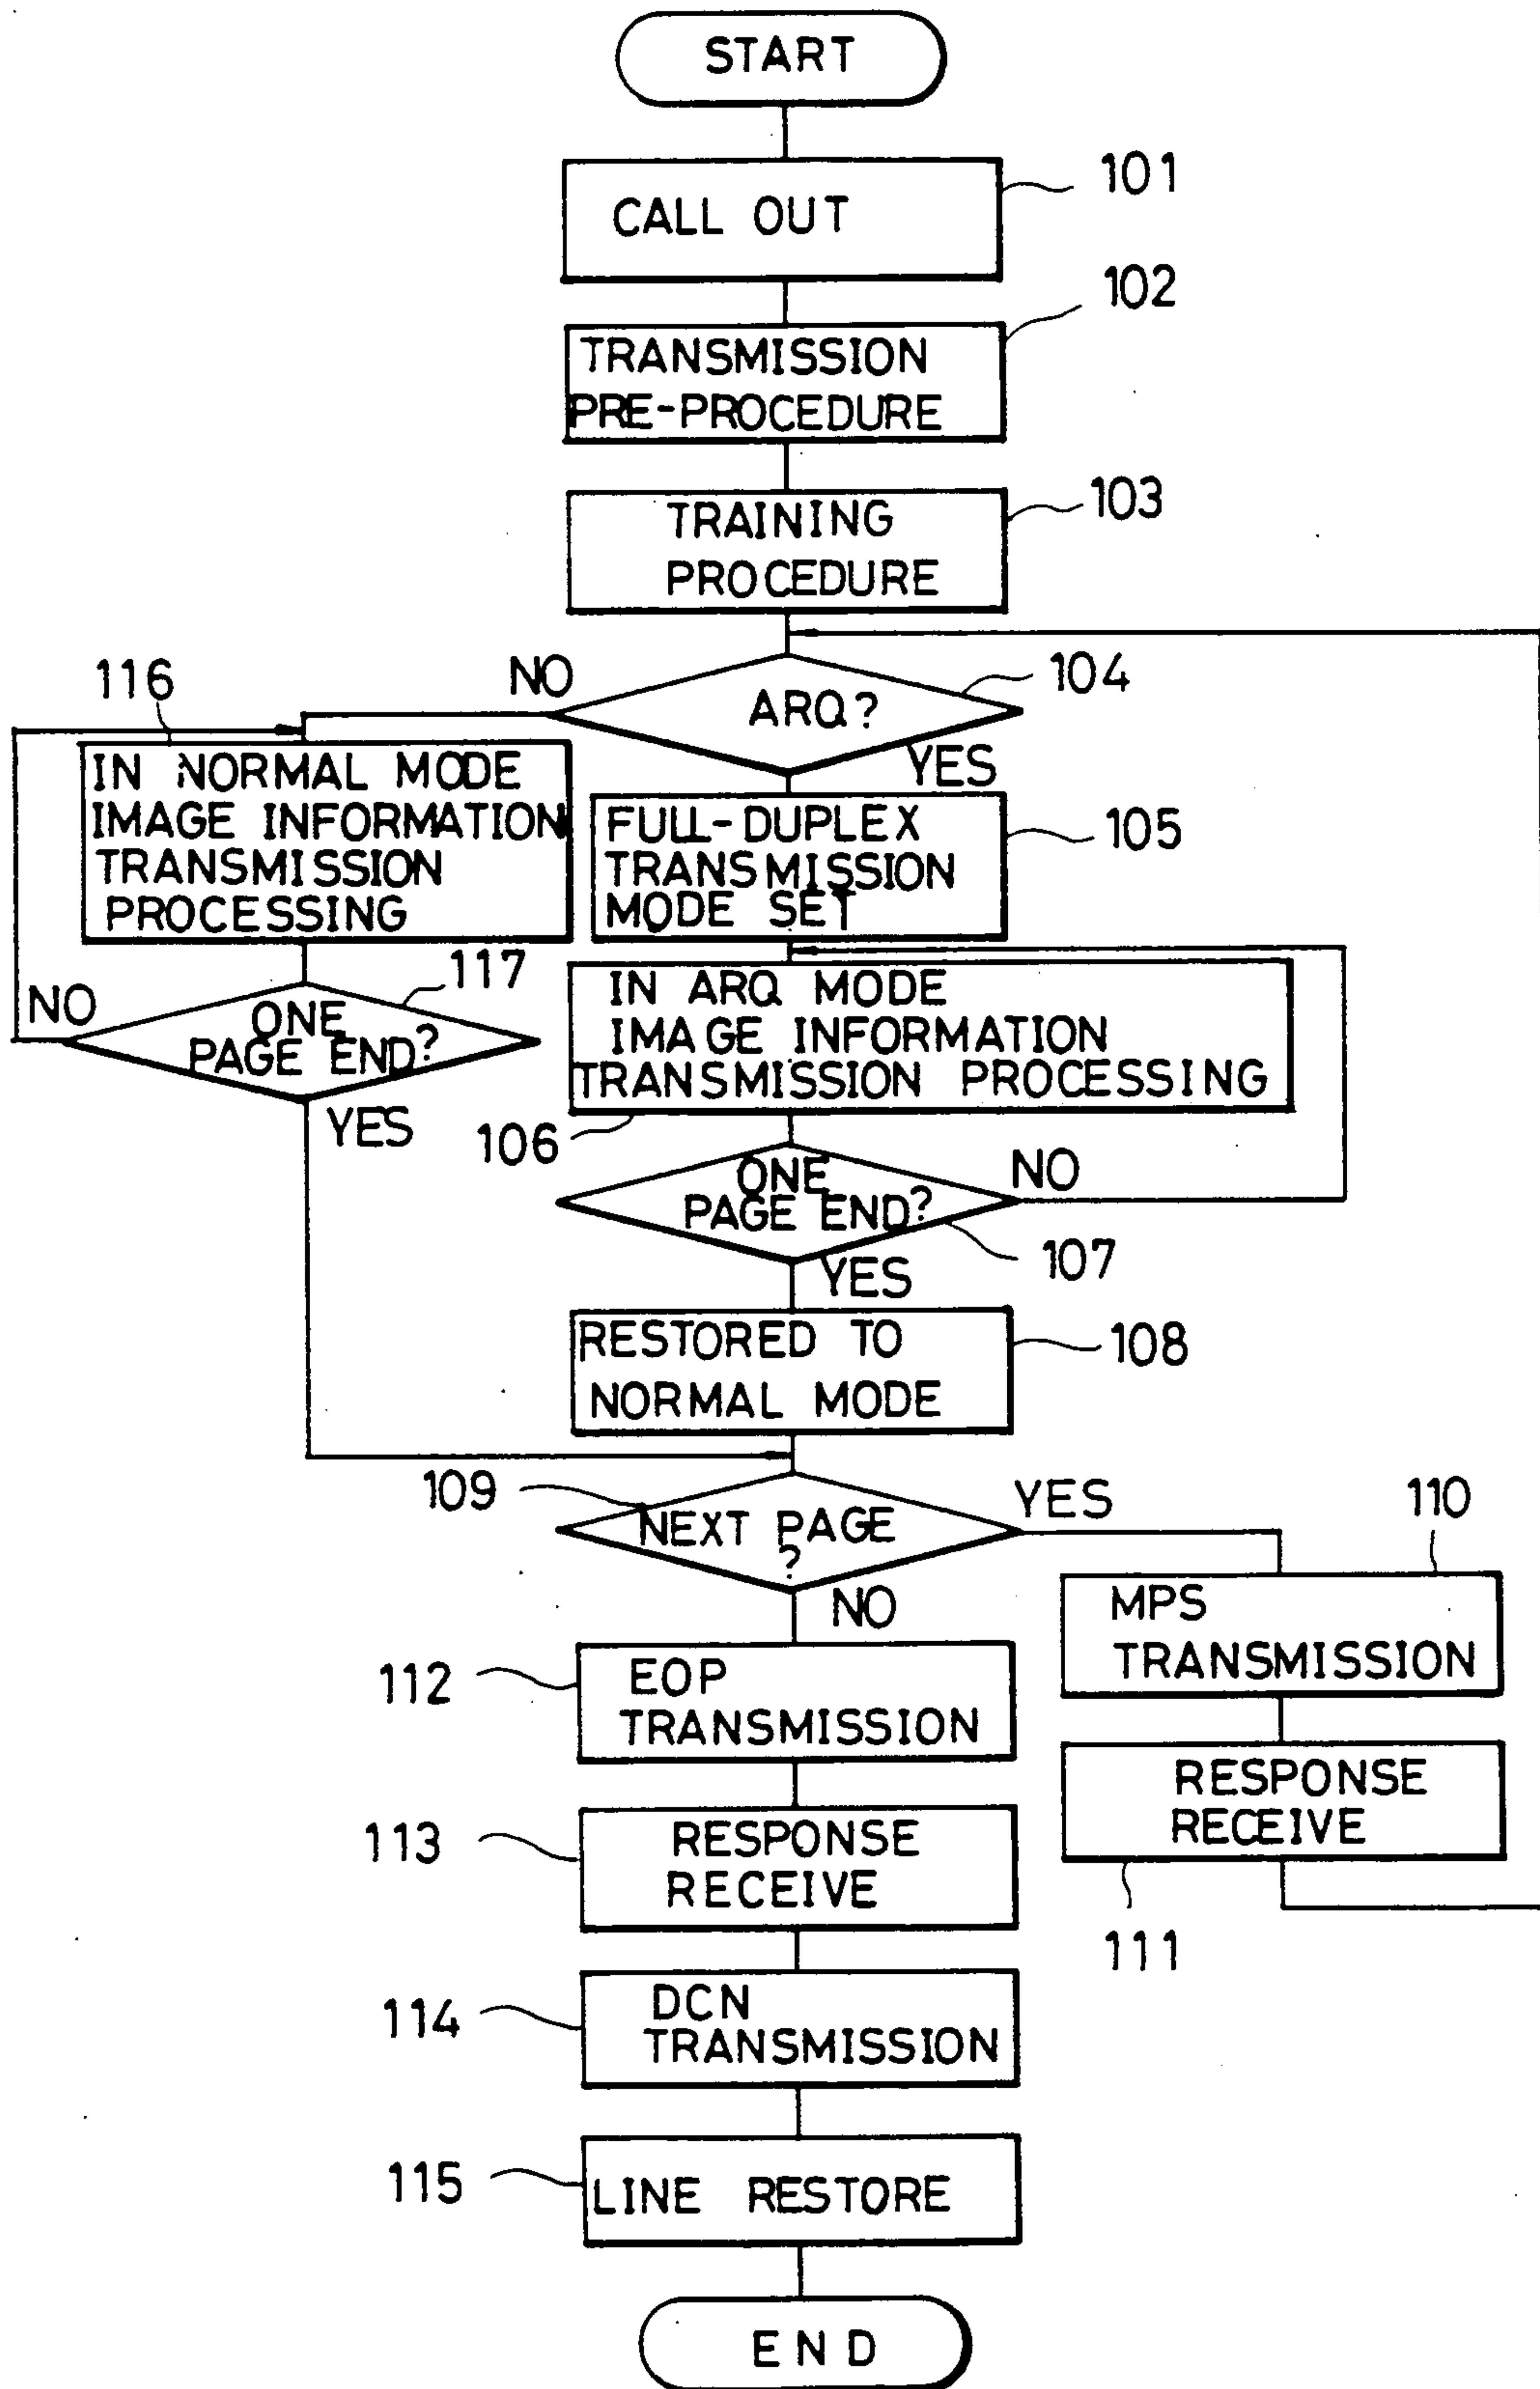 START
101
CALL OUT
102
TRANSMISSION
PRE-PROCEDURE
103
TRAINING
PROCEDURE
104
ARQ?
NO
YES
116
IN NORMAL MODE
IMAGE INFORMATION
TRANSMISSION
PROCESSING
105
FULL-DUPLEX
TRANSMISSION
MODE SET
117
NO
ONE
PAGE END?
YES
IN ARQ MODE
IMAGE INFORMATION
TRANSMISSION PROCESSING
106
ONE
PAGE END?
NO
107
YES
RESTORED TO
NORMAL MODE
108
109
NEXT PAGE
?
YES
NO
110
MPS
TRANSMISSION
RESPONSE
RECEIVE
111
112
EOP
TRANSMISSION
113
RESPONSE
RECEIVE
114
DCN
TRANSMISSION
115
LINE RESTORE
END